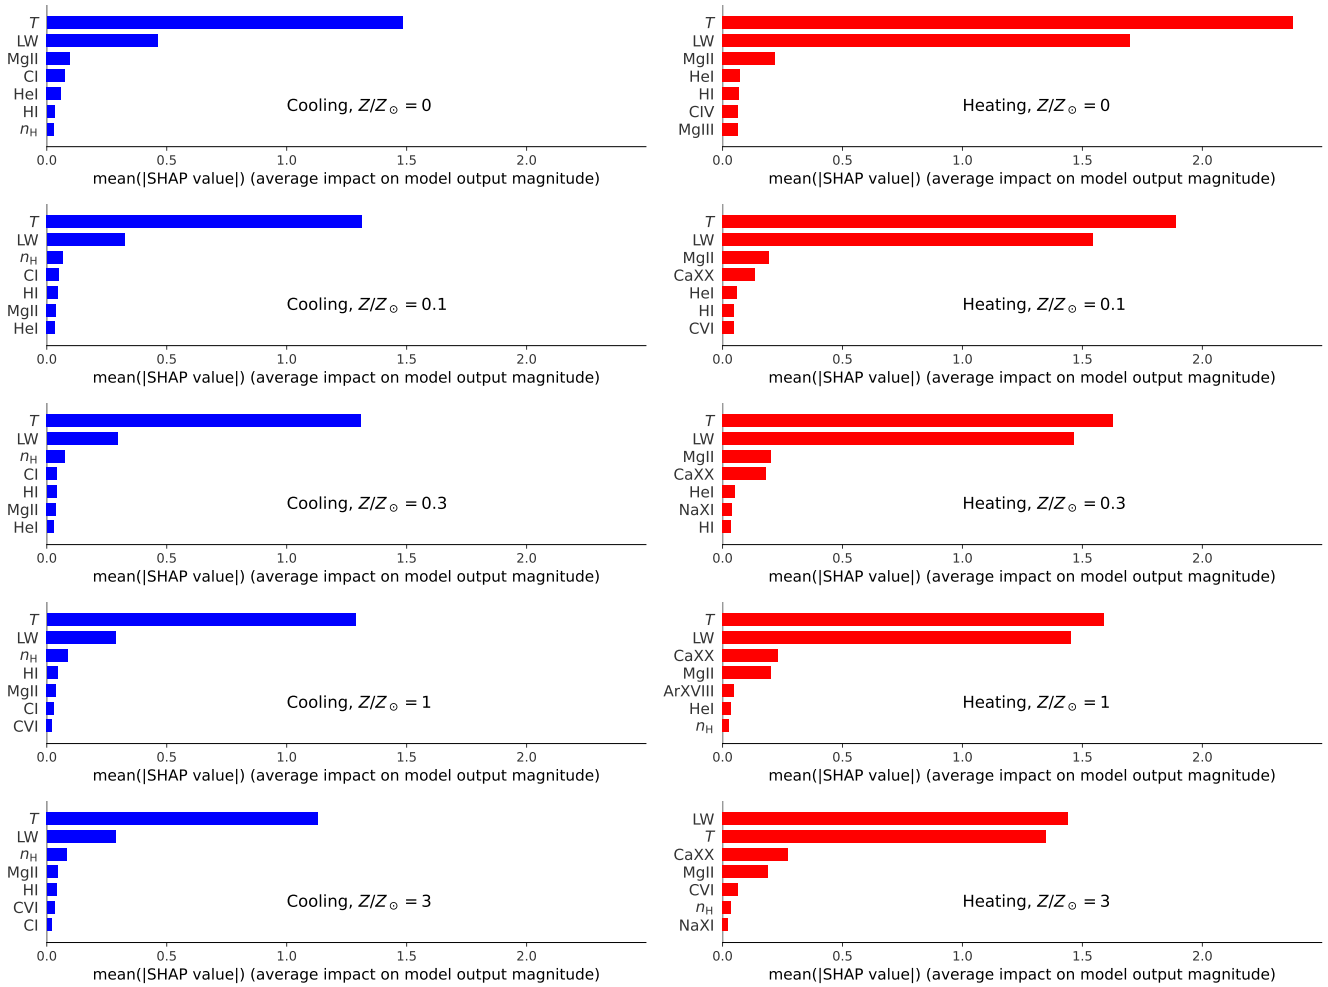 T
LW
MgII
CI
HeI
HI
nH
Cooling, Z/Z⊙ = 0
0.0 0.5 1.0 1.5 2.0
mean(|SHAP value|) (average impact on model output magnitude)
T
LW
MgII
HeI
HI
CIV
MgIII
Heating, Z/Z⊙ = 0
0.0 0.5 1.0 1.5 2.0
mean(|SHAP value|) (average impact on model output magnitude)
T
LW
nH
CI
HI
MgII
HeI
Cooling, Z/Z⊙ = 0.1
0.0 0.5 1.0 1.5 2.0
mean(|SHAP value|) (average impact on model output magnitude)
T
LW
MgII
CaXX
HeI
HI
CVI
Heating, Z/Z⊙ = 0.1
0.0 0.5 1.0 1.5 2.0
mean(|SHAP value|) (average impact on model output magnitude)
T
LW
nH
CI
HI
MgII
HeI
Cooling, Z/Z⊙ = 0.3
0.0 0.5 1.0 1.5 2.0
mean(|SHAP value|) (average impact on model output magnitude)
T
LW
MgII
CaXX
HeI
NaXI
HI
Heating, Z/Z⊙ = 0.3
0.0 0.5 1.0 1.5 2.0
mean(|SHAP value|) (average impact on model output magnitude)
T
LW
nH
HI
MgII
CI
CVI
Cooling, Z/Z⊙ = 1
0.0 0.5 1.0 1.5 2.0
mean(|SHAP value|) (average impact on model output magnitude)
T
LW
CaXX
MgII
ArXVIII
HeI
nH
Heating, Z/Z⊙ = 1
0.0 0.5 1.0 1.5 2.0
mean(|SHAP value|) (average impact on model output magnitude)
T
LW
nH
MgII
HI
CVI
CI
Cooling, Z/Z⊙ = 3
0.0 0.5 1.0 1.5 2.0
mean(|SHAP value|) (average impact on model output magnitude)
LW
T
CaXX
MgII
CVI
nH
NaXI
Heating, Z/Z⊙ = 3
0.0 0.5 1.0 1.5 2.0
mean(|SHAP value|) (average impact on model output magnitude)